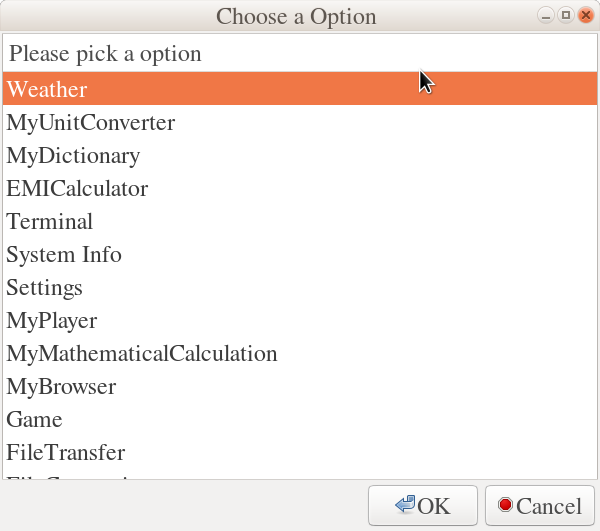 Choose a Option
Please pick a option
Weather
MyUnitConverter
MyDictionary
EMICalculator
Terminal
System Info
Settings
MyPlayer
MyMathematicalCalculation
MyBrowser
Game
FileTransfer
OK Cancel